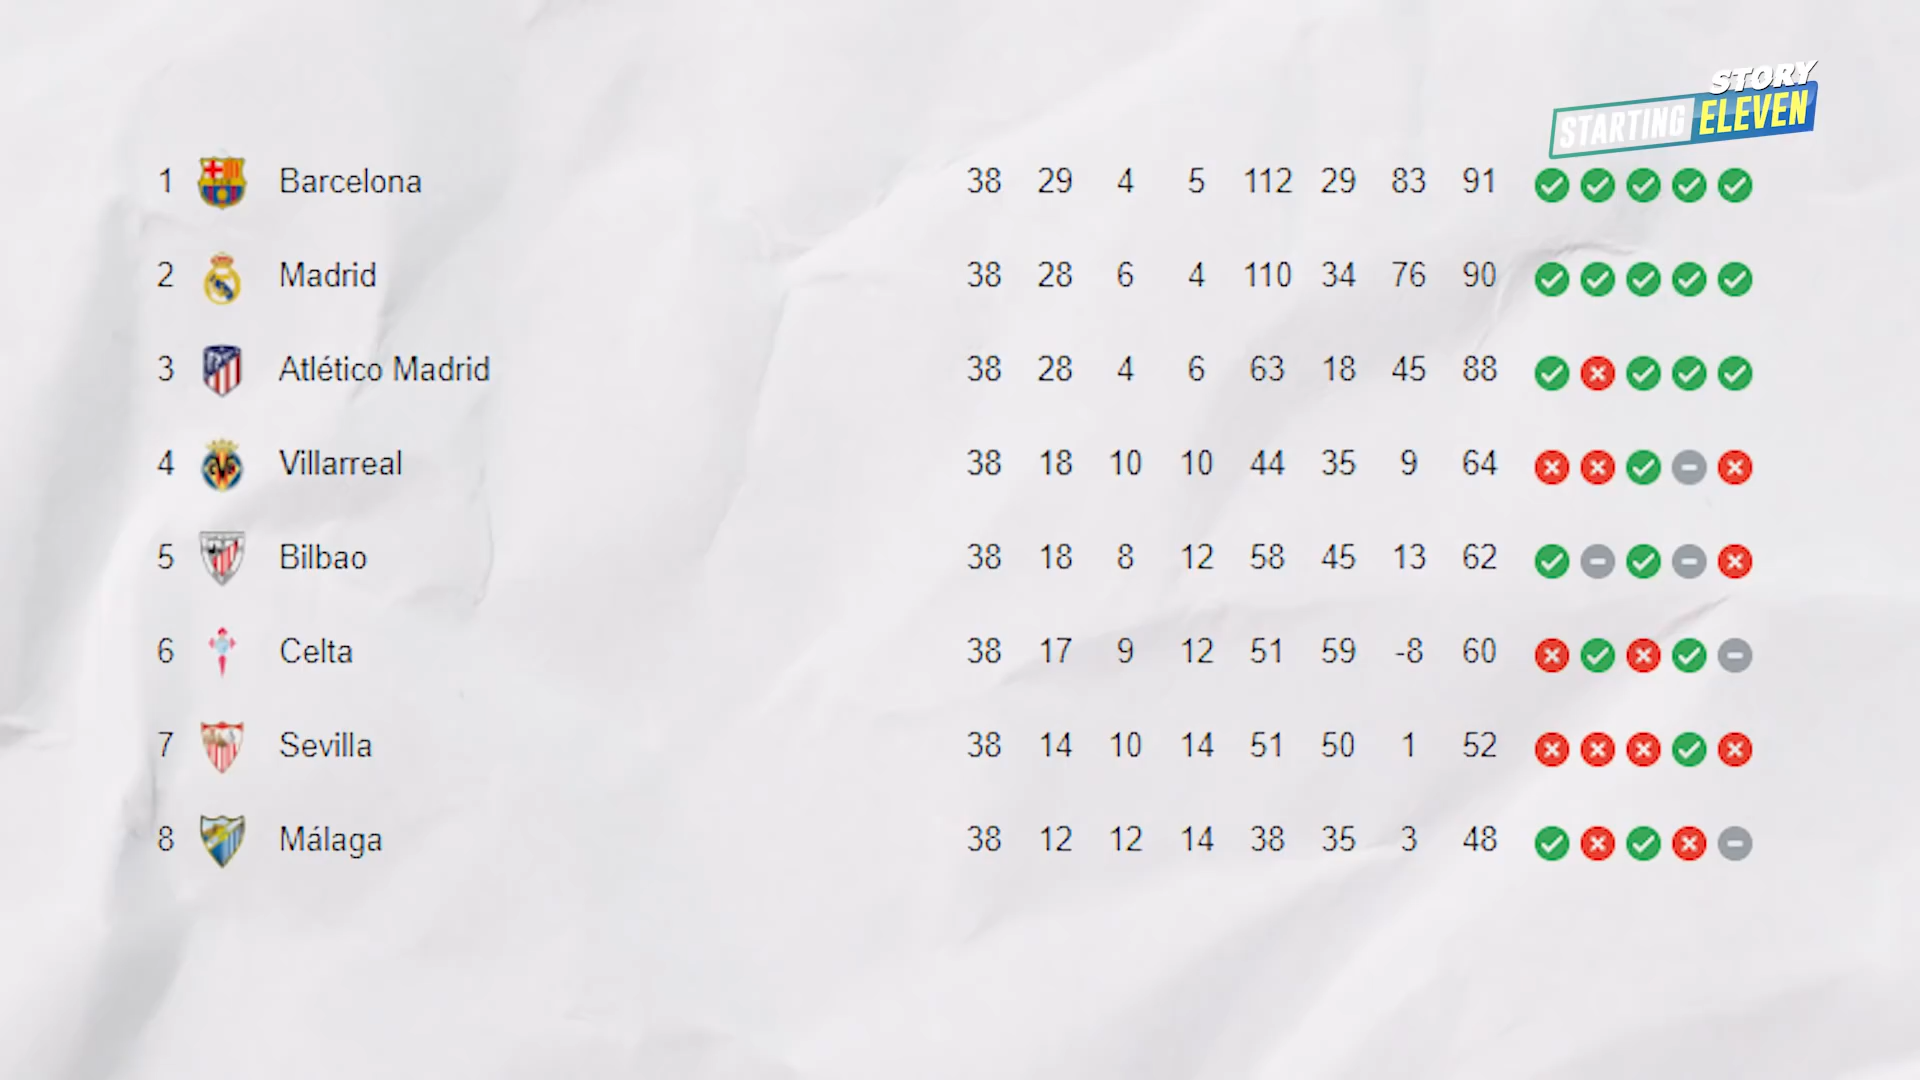 STORY
STARTING ELEVEN
1 Barcelona 38 29 4 5 112 29 83 91
2 Madrid 38 28 6 4 110 34 76 90
3 Atlético Madrid 38 28 4 6 63 18 45 88
4 Villarreal 38 18 10 10 44 35 9 64
5 Bilbao 38 18 8 12 58 45 13 62
6 Celta 38 17 9 12 51 59 -8 60
7 Sevilla 38 14 10 14 51 50 1 52
8 Málaga 38 12 12 14 38 35 3 48